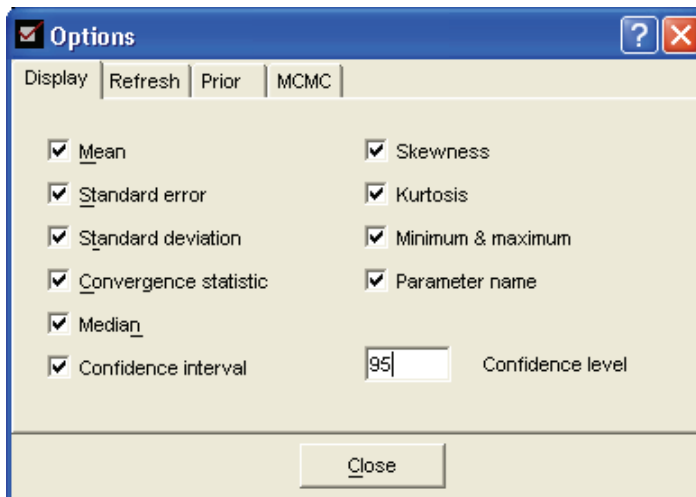 Options
Display Refresh Prior MCMC
Mean
Standard error
Standard deviation
Convergence statistic
Median
Confidence interval
Skewness
Kurtosis
Minimum & maximum
Parameter name
95 Confidence level
Close